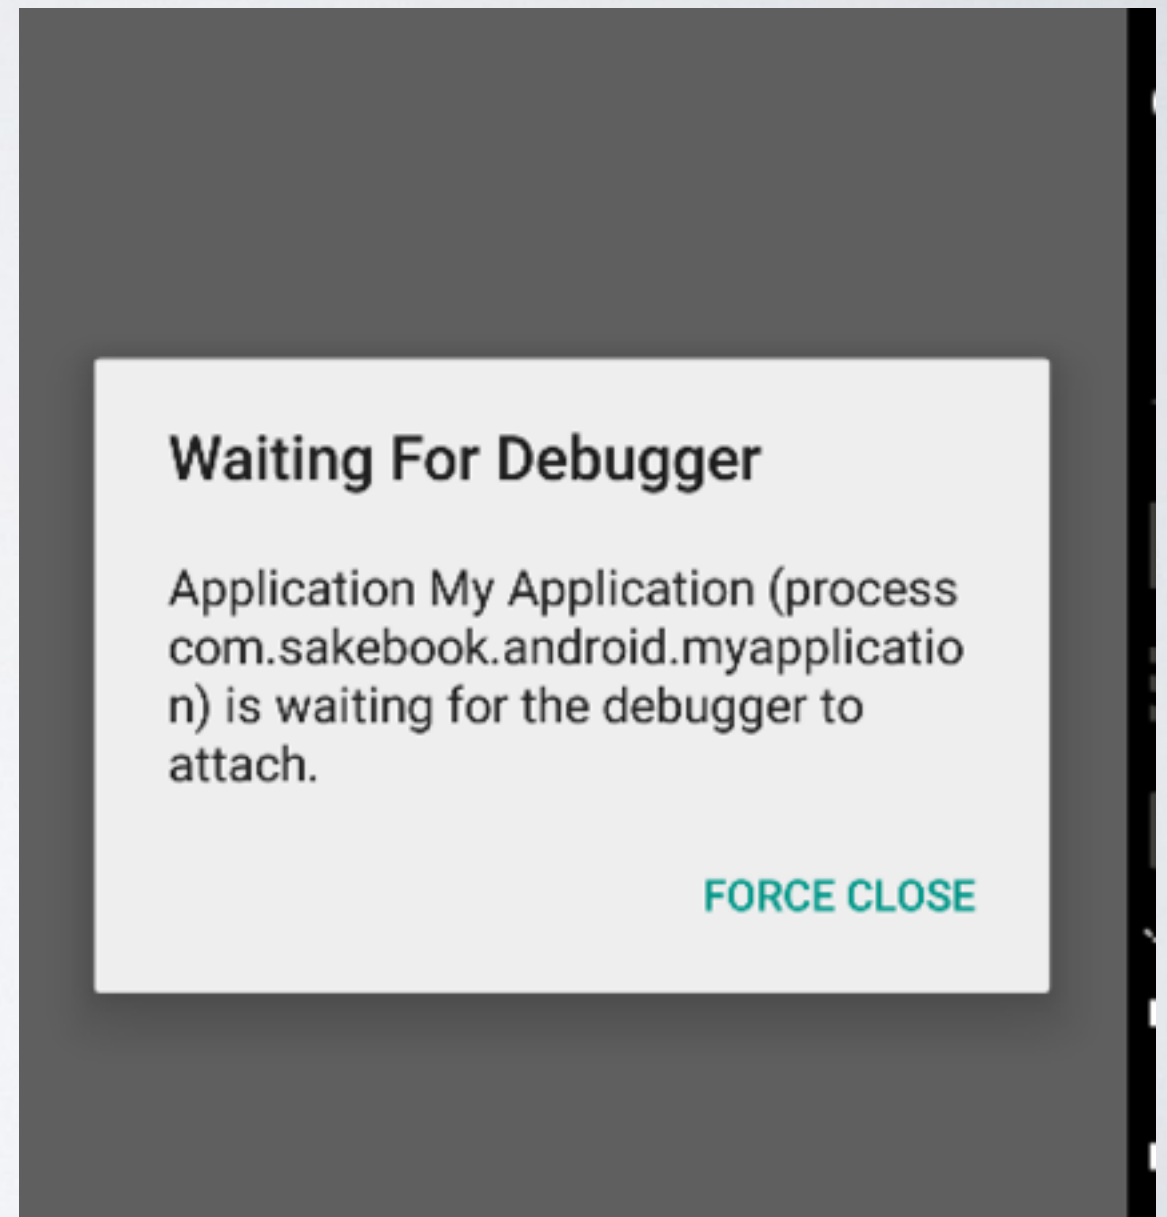 Waiting For Debugger
Application My Application (process
com.sakebook.android.myapplicatio
n) is waiting for the debugger to
attach.
FORCE CLOSE